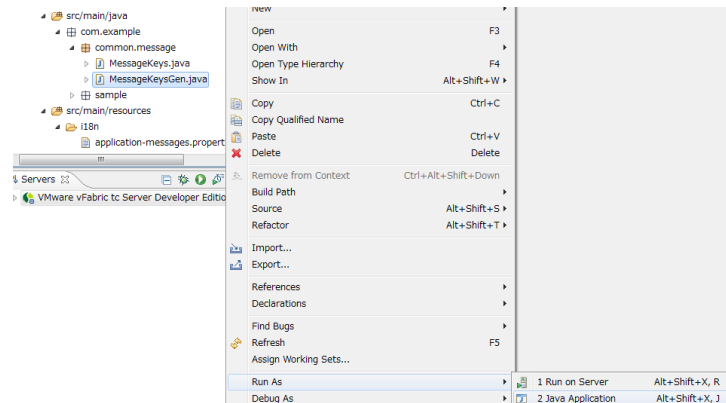 src/main/java
com.example
common.message
MessageKeys.java
MessageKeysGen.java
sample
src/main/resources
i18n
application-messages.propert
Servers
VMware vFabric tc Server Developer Editio
New
Open F3
Open With
Open Type Hierarchy F4
Show In Alt+Shift+W
Copy Ctrl+C
Copy Qualified Name
Paste Ctrl+V
Delete Delete
Remove from Context Ctrl+Alt+Shift+Down
Build Path
Source Alt+Shift+S
Refactor Alt+Shift+T
Import...
Export...
References
Declarations
Find Bugs
Refresh F5
Assign Working Sets...
Run As
Debug As
1 Run on Server Alt+Shift+X, R
2 Java Application Alt+Shift+X, J